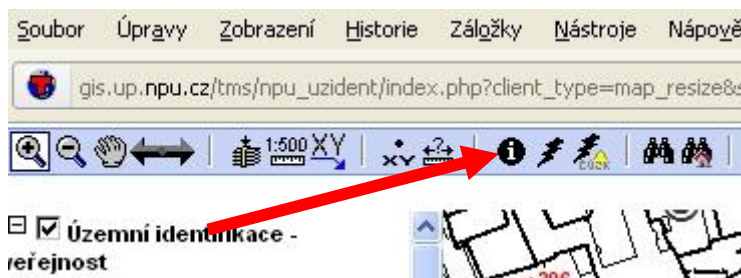 Soubor Úpravy Zobrazení Historie Záložky Nástroje Nápově
gis.up.npu.cz/tms/npu_uzident/index.php?client_type=map_resize&s
1:500 XY XY ? i
Územní identifikace -
veřejnost